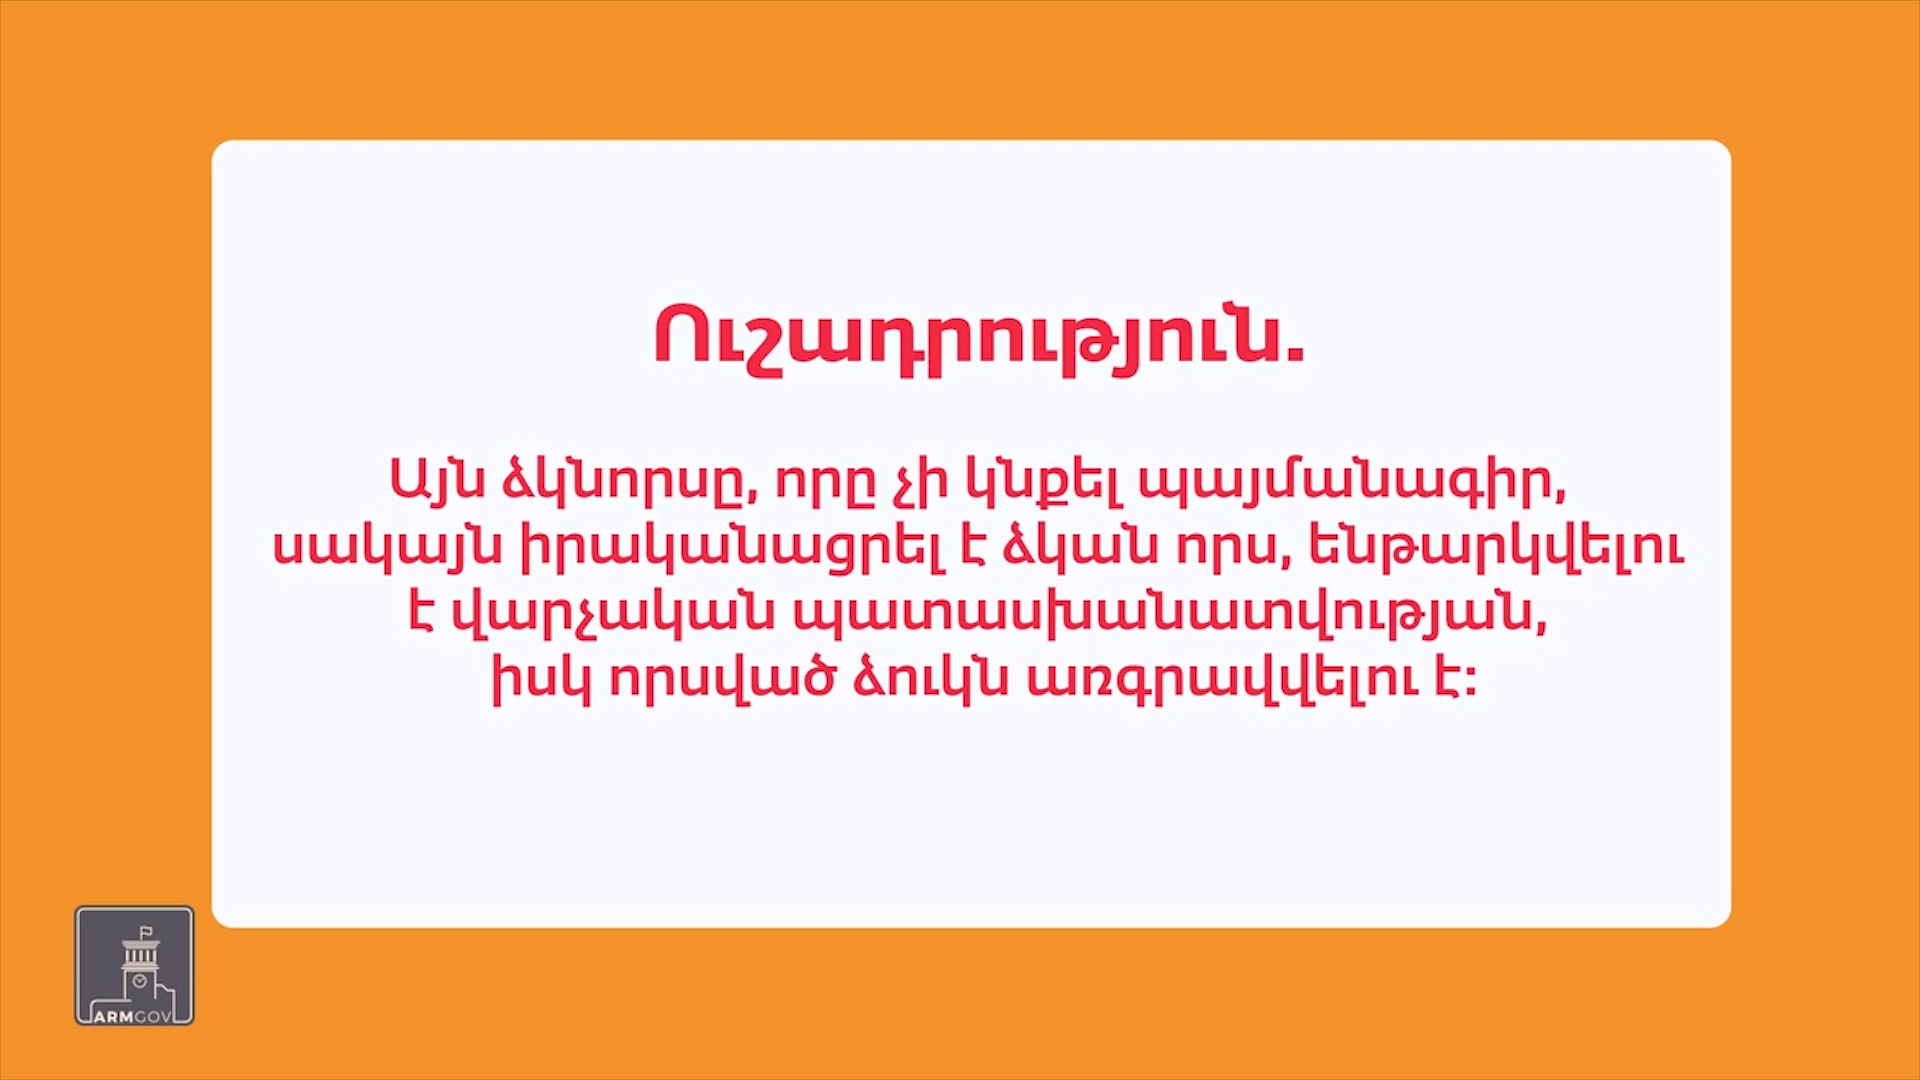 Ուշադրություն.
Այն ձկնորսը, որը չի կնքել պայմանագիր,
սակայն իրականացրել է ձկան որս, ենթարկվելու
է վարչական պատասխանատվության,
իսկ որսված ձուկն առգրավվելու է:
ARMGOV